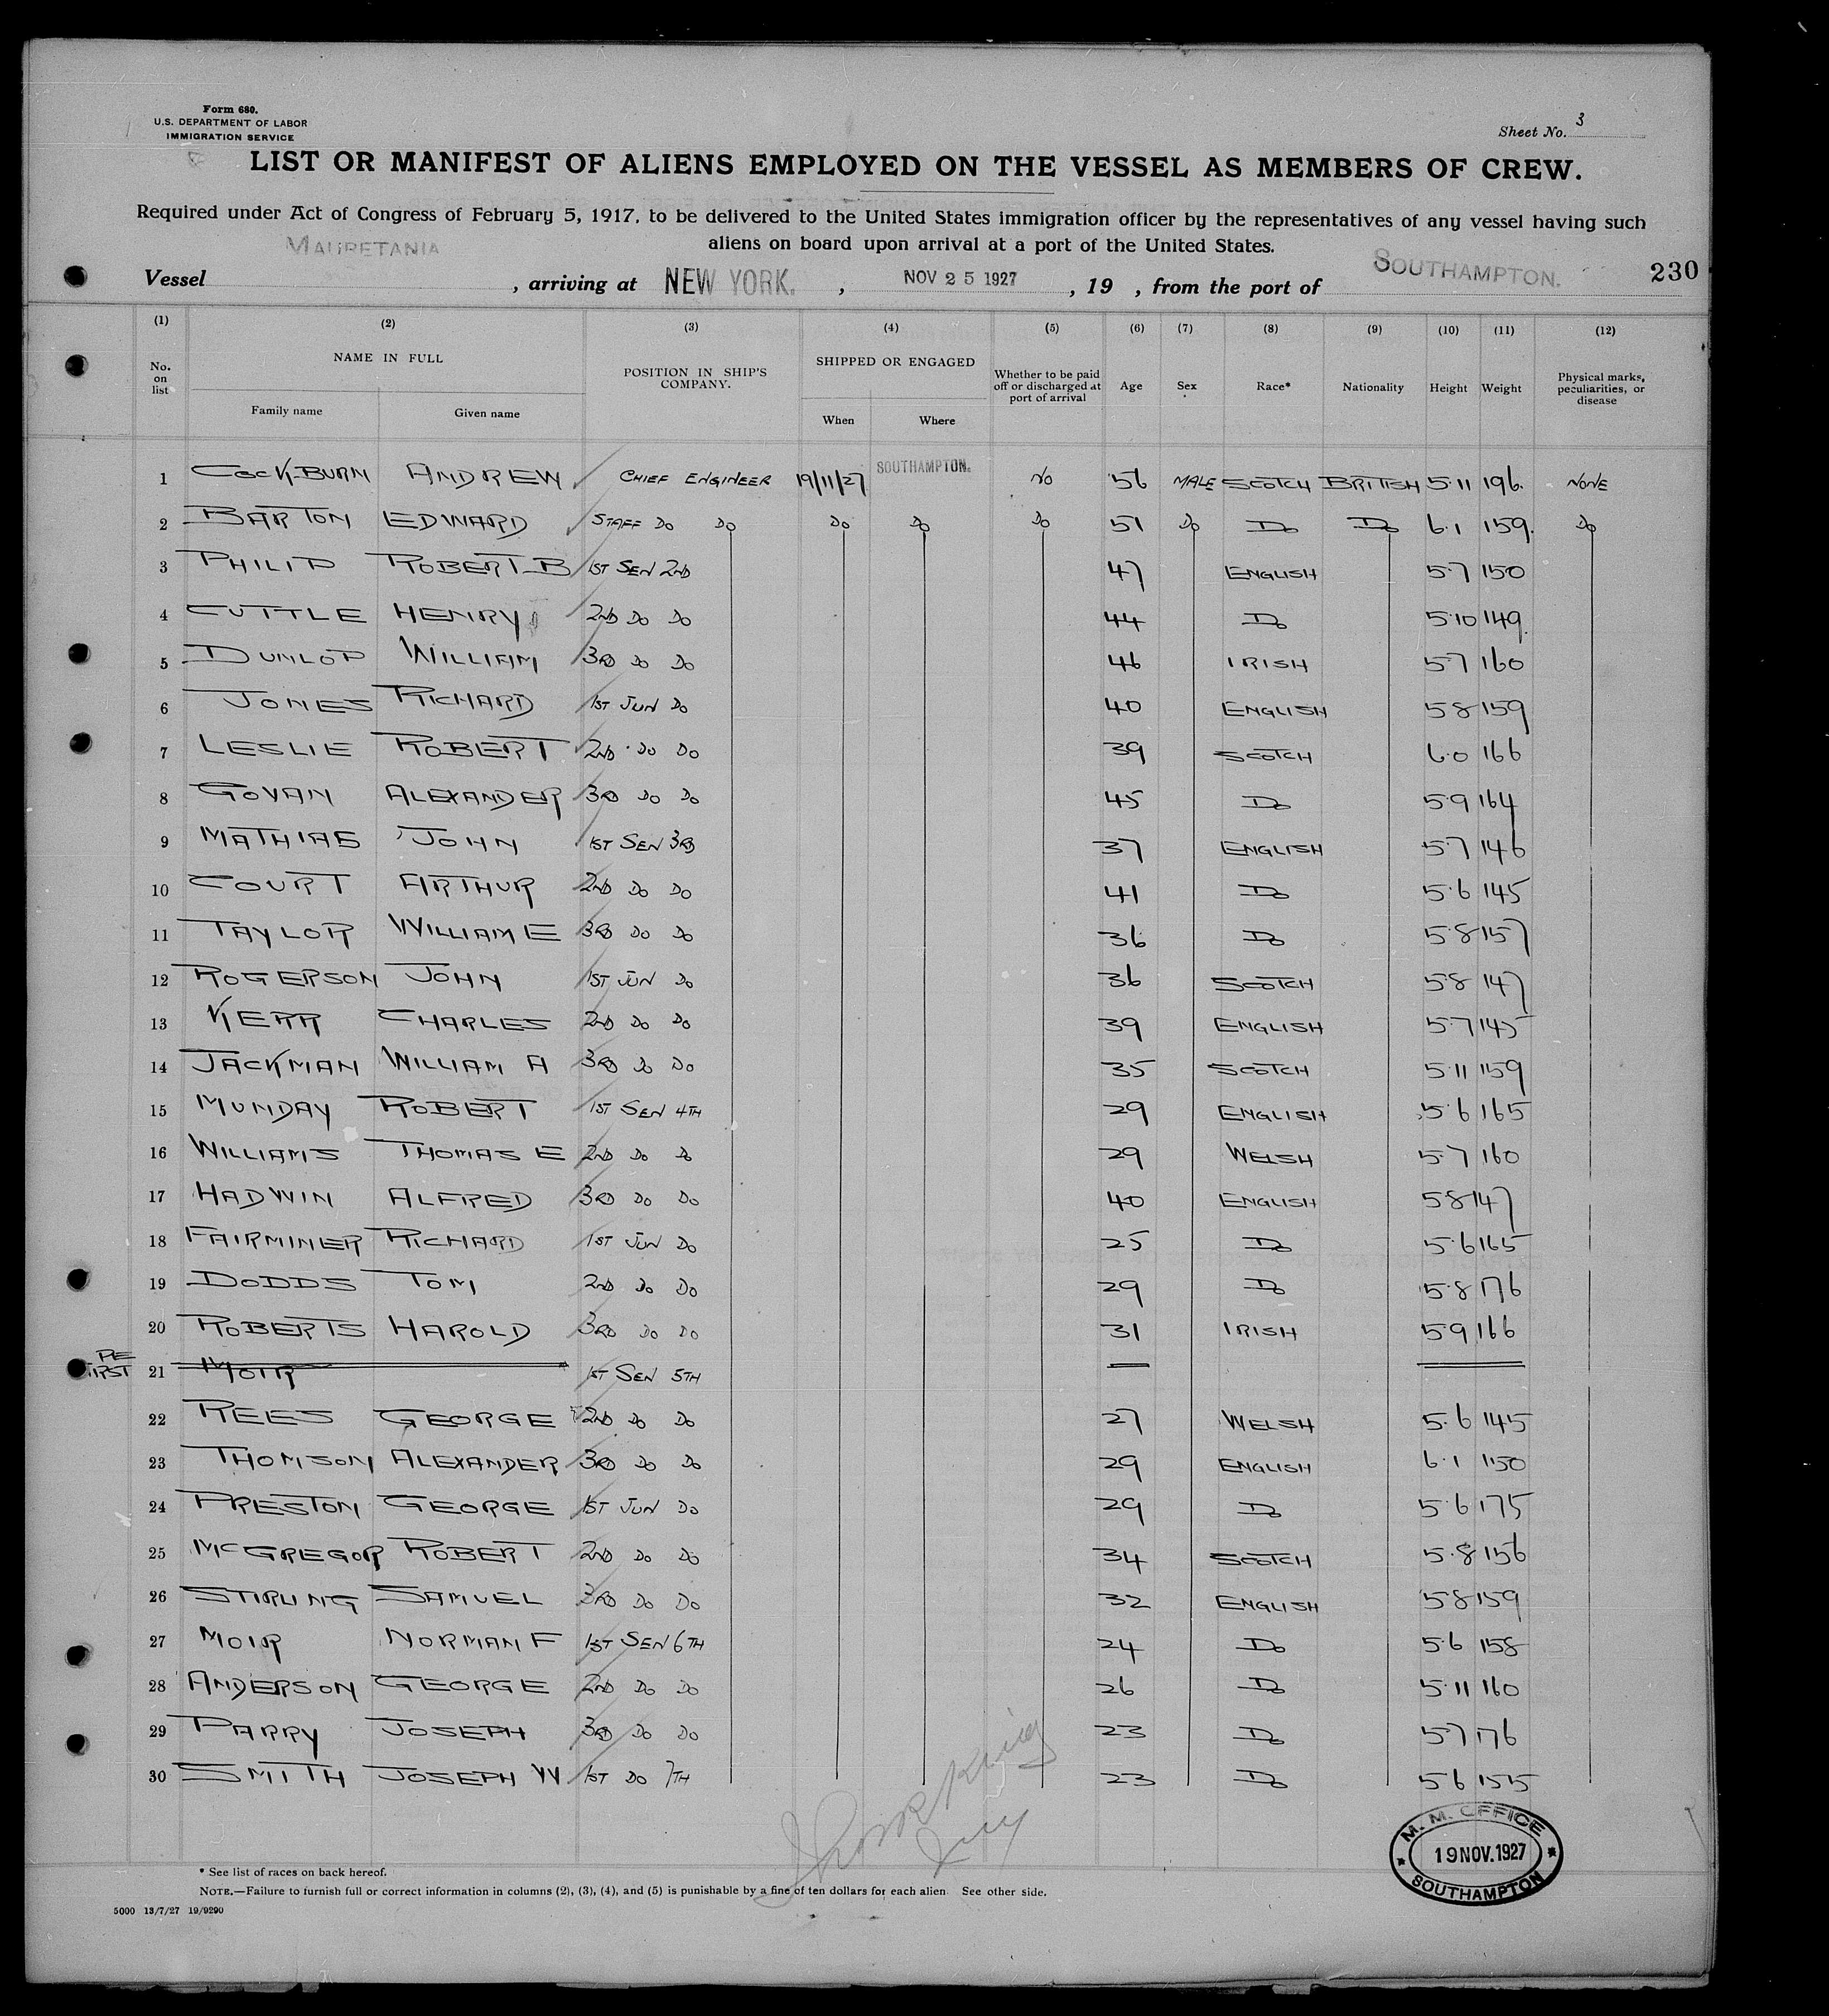 Form 680.
U.S. DEPARTMENT OF LABOR
IMMIGRATION SERVICE
Sheet No. 3
LIST OR MANIFEST OF ALIENS EMPLOYED ON THE VESSEL AS MEMBERS OF CREW.
Required under Act of Congress of February 5, 1917, to be delivered to the United States immigration officer by the representatives of any vessel having such
aliens on board upon arrival at a port of the United States.
Vessel MAURETANIA, arriving at NEW YORK., NOV 25 1927, 19 , from the port of SOUTHAMPTON. 230
(1) (2) (3) (4) (5) (6) (7) (8) (9) (10) (11) (12)
No. on list NAME IN FULL Family name Given name POSITION IN SHIP'S COMPANY. SHIPPED OR ENGAGED When Where Whether to be paid off or discharged at port of arrival Age Sex Race* Nationality Height Weight Physical marks, peculiarities, or disease
1 COCKBURN ANDREW CHIEF ENGINEER 19/11/27 SOUTHAMPTON. NO 56 MALE SCOTCH BRITISH 5·11 196. NONE
2 BARTON EDWARD STAFF DO DO DO DO DO 51 DO DO DO 6·1 159. DO
3 PHILIP ROBERT B 1ST SEN 2ND 47 ENGLISH 5·7 150
4 CUTTLE HENRY 2ND DO DO 44 DO 5·10 149.
5 DUNLOP WILLIAM 3RD DO DO 46 IRISH 5·7 160
6 JONES RICHARD 1ST JUN DO 40 ENGLISH 5·8 159
7 LESLIE ROBERT 2ND DO DO 39 SCOTCH 6·0 166
8 GOVAN ALEXANDER 3RD DO DO 45 DO 5·9 164
9 MATHIAS JOHN 1ST SEN 3RD 37 ENGLISH 5·7 146
10 COURT ARTHUR 2ND DO DO 41 DO 5·6 145
11 TAYLOR WILLIAM E 3RD DO DO 36 DO 5·8 157
12 ROGERSON JOHN 1ST JUN DO 36 SCOTCH 5·8 147
13 KERR CHARLES 2ND DO DO 39 ENGLISH 5·7 145
14 JACKMAN WILLIAM A 3RD DO DO 35 SCOTCH 5·11 159
15 MUNDAY ROBERT 1ST SEN 4TH 29 ENGLISH 5·6 165
16 WILLIAMS THOMAS E 2ND DO DO 29 WELSH 5·7 160
17 HADWIN ALFRED 3RD DO DO 40 ENGLISH 5·8 147
18 FAIRMINER RICHARD 1ST JUN DO 25 DO 5·6 165
19 DODDS TOM 2ND DO DO 29 DO 5·8 176
20 ROBERTS HAROLD 3RD DO DO 31 IRISH 5·9 166
21 MOIR 1ST SEN 5TH
22 REES GEORGE 2ND DO DO 27 WELSH 5·6 145
23 THOMSON ALEXANDER 3RD DO DO 29 ENGLISH 6·1 150
24 PRESTON GEORGE 1ST JUN DO 29 DO 5·6 175
25 McGREGOR ROBERT 2ND DO DO 34 SCOTCH 5·8 156
26 STIRLING SAMUEL 3RD DO DO 32 ENGLISH 5·8 159
27 MOIR NORMAN F 1ST SEN 6TH 24 DO 5·6 158
28 ANDERSON GEORGE 2ND DO DO 26 DO 5·11 160
29 PARRY JOSEPH 3RD DO DO 23 DO 5·7 176
30 SMITH JOSEPH W 1ST DO 7TH 23 DO 5·6 155
M. M. OFFICE
19 NOV. 1927
SOUTHAMPTON
* See list of races on back hereof.
NOTE.—Failure to furnish full or correct information in columns (2), (3), (4), and (5) is punishable by a fine of ten dollars for each alien. See other side.
5000 13/7/27 19/9290